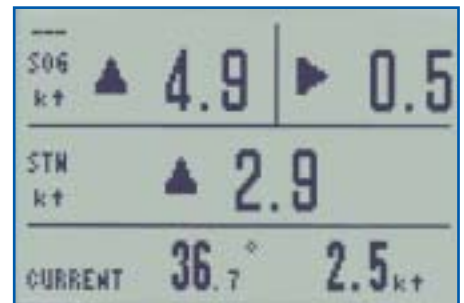 ---
SOG ▲ 4.9 ▶ 0.5
kt
STW ▲ 2.9
kt
CURRENT 36.7° 2.5kt